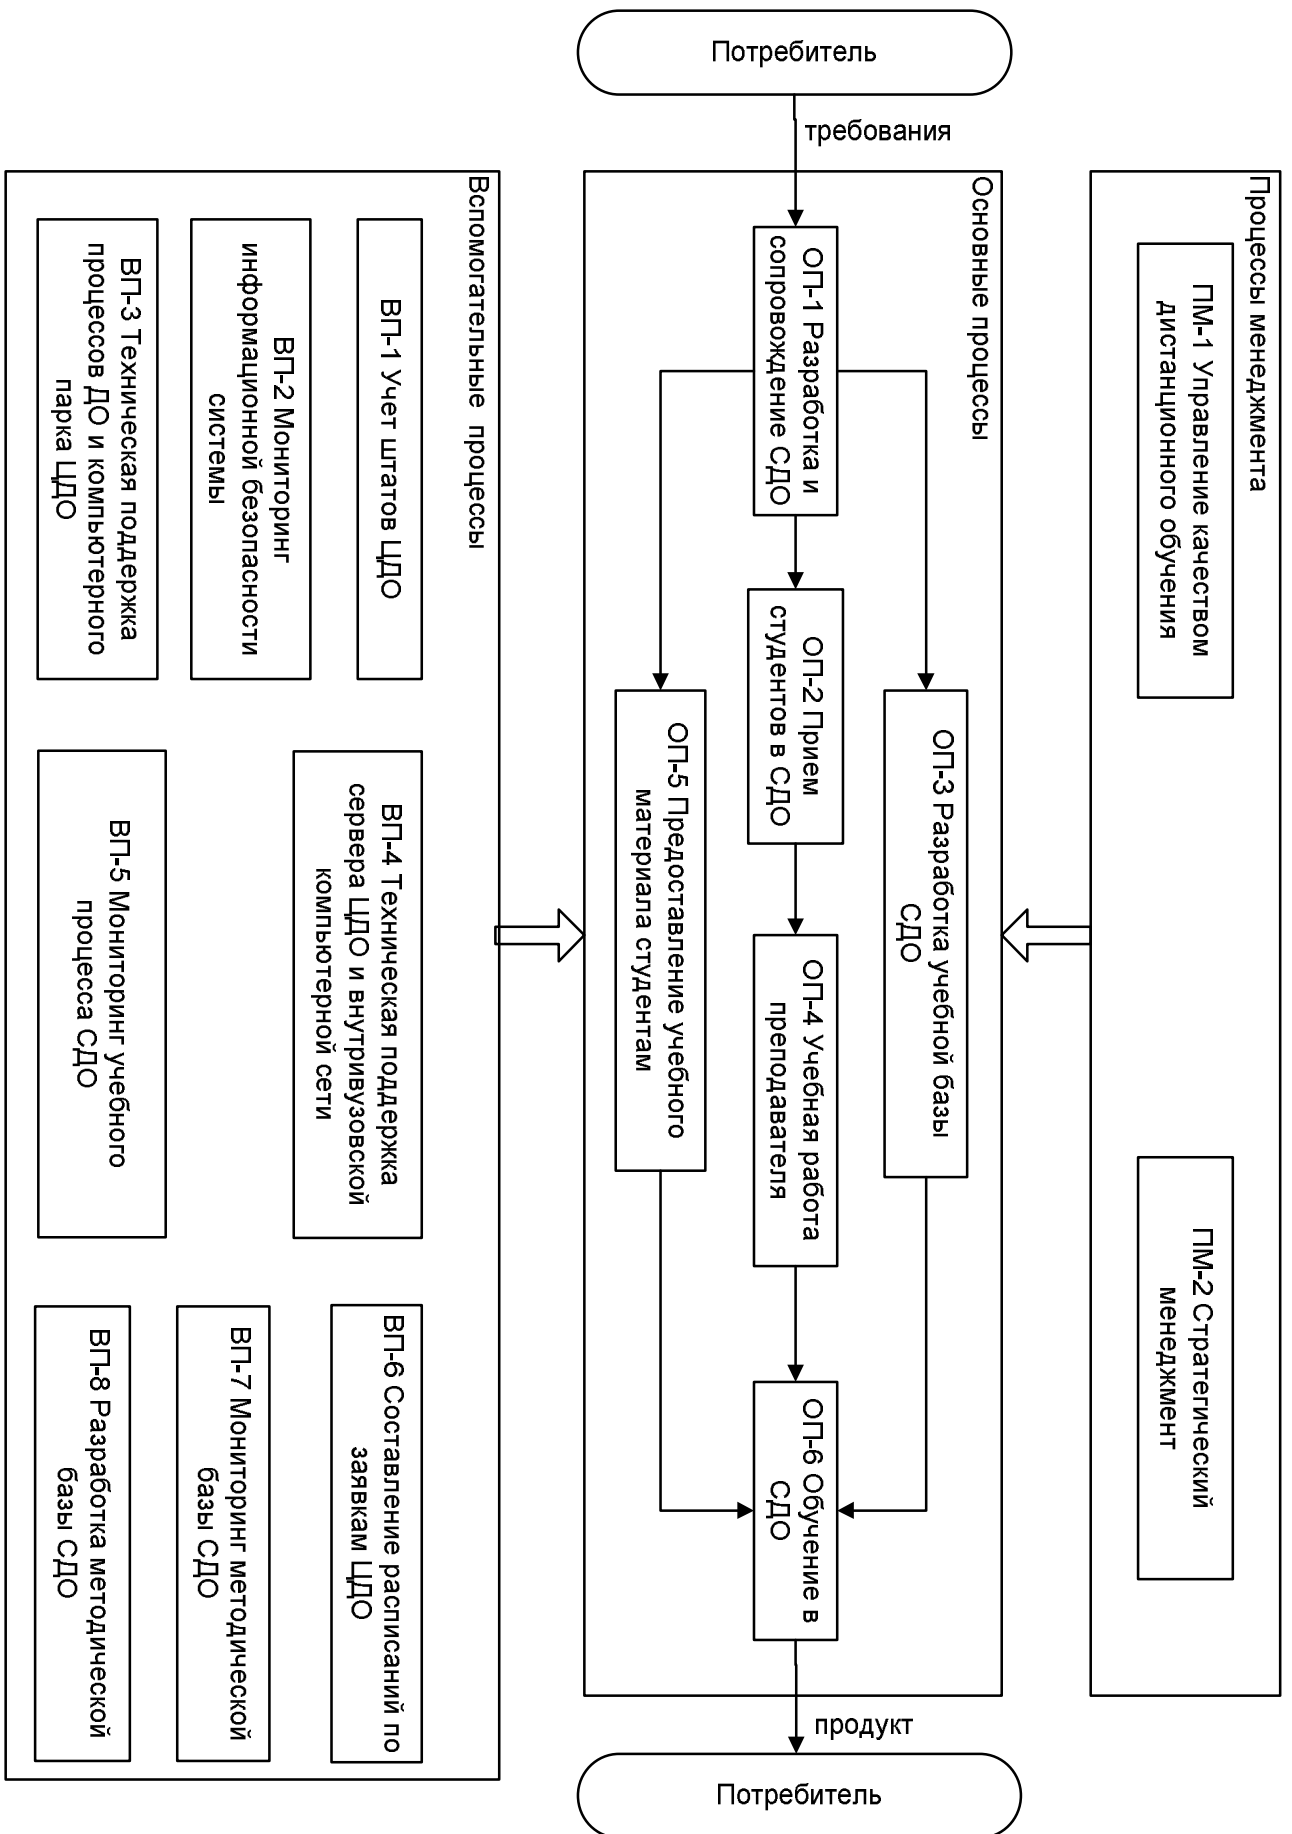 Потребитель
требования
Процессы менеджмента
ПМ-1 Управление качеством
дистанционного обучения
ПМ-2 Стратегический
менеджмент
Основные процессы
ОП-1 Разработка и
сопровождение СДО
ОП-2 Прием
студентов в СДО
ОП-3 Разработка учебной базы
СДО
ОП-4 Учебная работа
преподавателя
ОП-5 Предоставление учебного
материала студентам
ОП-6 Обучение в
СДО
Вспомогательные процессы
ВП-1 Учет штатов ЦДО
ВП-2 Мониторинг
информационной безопасности
системы
ВП-3 Техническая поддержка
процессов ДО и компьютерного
парка ЦДО
ВП-4 Техническая поддержка
сервера ЦДО и внутривузовской
компьютерной сети
ВП-5 Мониторинг учебного
процесса СДО
ВП-6 Составление расписаний по
заявкам ЦДО
ВП-7 Мониторинг методической
базы СДО
ВП-8 Разработка методической
базы СДО
продукт
Потребитель